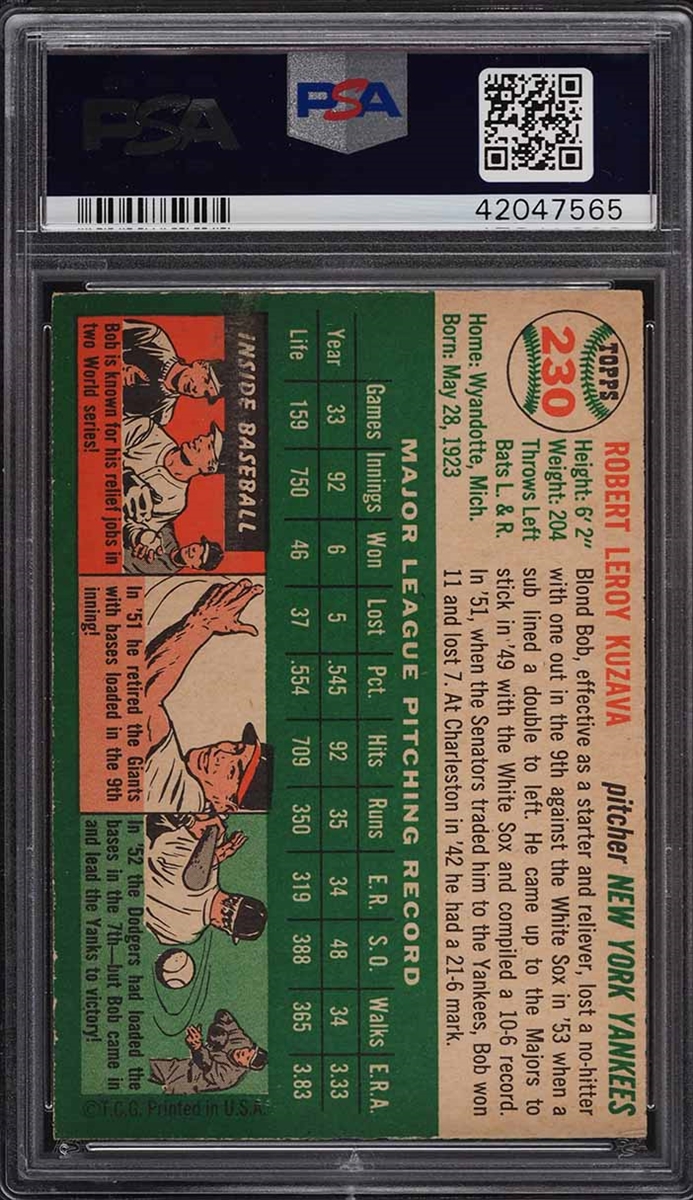 PSA
PSA
42047565
TOPPS
230
ROBERT LEROY KUZAVA pitcher NEW YORK YANKEES
Height: 6' 2"
Weight: 204
Throws Left
Bats L. & R.
Home: Wyandotte, Mich.
Born: May 28, 1923
Blond Bob, effective as a starter and reliever, lost a no-hitter
with one out in the 9th against the White Sox in '53 when a
sub lined a double to left. He came up to the Majors to
stick in '49 with the White Sox and compiled a 10-6 record.
In '51, when the Senators traded him to the Yankees, Bob won
11 and lost 7. At Charleston in '42 he had a 21-6 mark.
MAJOR LEAGUE PITCHING RECORD
Games Innings Won Lost Pct. Hits Runs E.R. S.O. Walks E.R.A.
Year 33 92 6 5 .545 92 35 34 48 34 3.33
Life 159 750 46 37 .554 709 350 319 388 365 3.83
INSIDE BASEBALL
Bob is known for his relief jobs in
two World series!
In '51 he retired the Giants
with bases loaded in the 9th
inning!
In '52 the Dodgers had loaded the
bases in the 7th—but Bob came in
and lead the Yanks to victory!
© T.C.G. Printed in U.S.A.